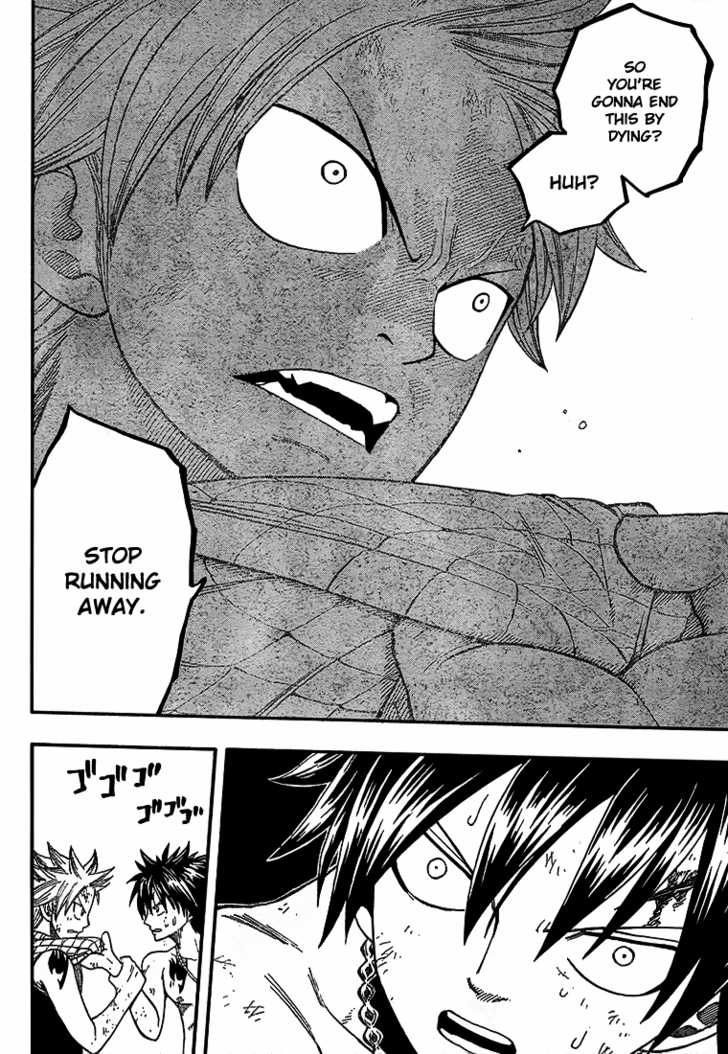 SO
YOU'RE
GONNA END
THIS BY
DYING?
HUH?
STOP
RUNNING
AWAY.
ゴゴゴ
ゴゴゴ